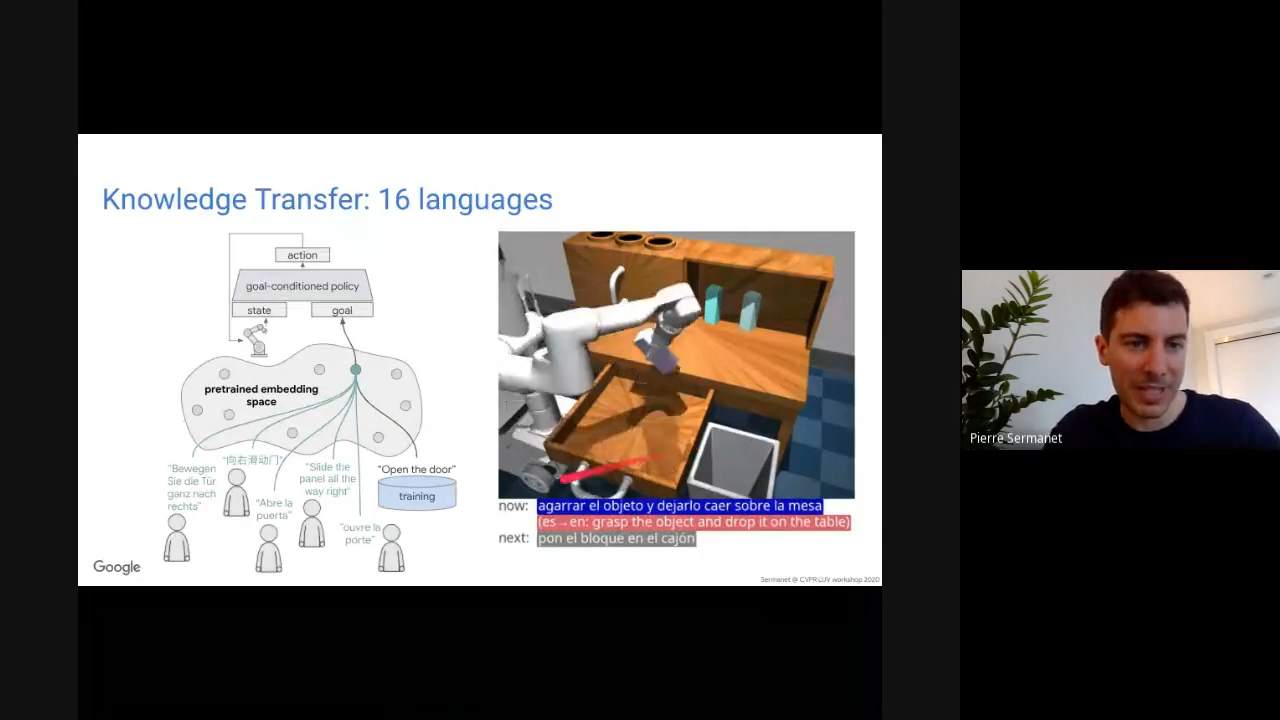 Knowledge Transfer: 16 languages
action
goal-conditioned policy
state
goal
pretrained embedding
space
"Bewegen
Sie die Tür
ganz nach
rechts"
"向右滑动门"
"Abre la
puerta"
"Slide the
panel all the
way right"
"ouvre la
porte"
"Open the door"
training
now: agarrar el objeto y dejarlo caer sobre la mesa
(es→en: grasp the object and drop it on the table)
next: pon el bloque en el cajón
Google
Sermanet @ CVPR LUV workshop 2020
Pierre Sermanet